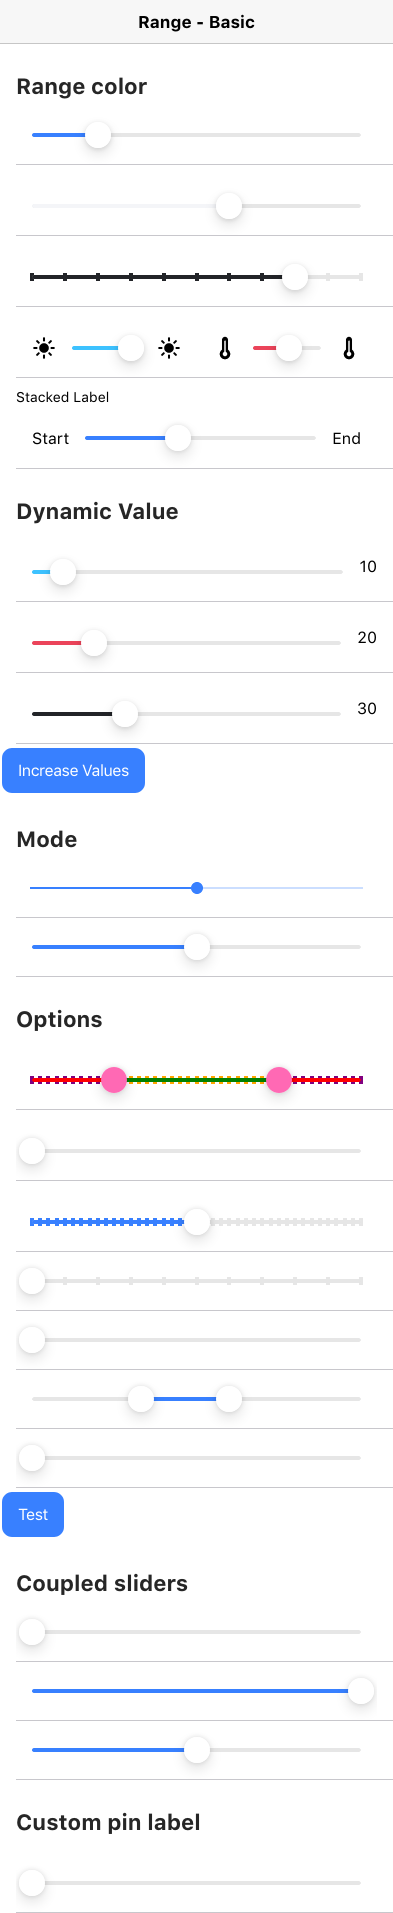 Range - Basic
Range color
Stacked Label
Start End
Dynamic Value
10
20
30
Increase Values
Mode
Options
Test
Coupled sliders
Custom pin label